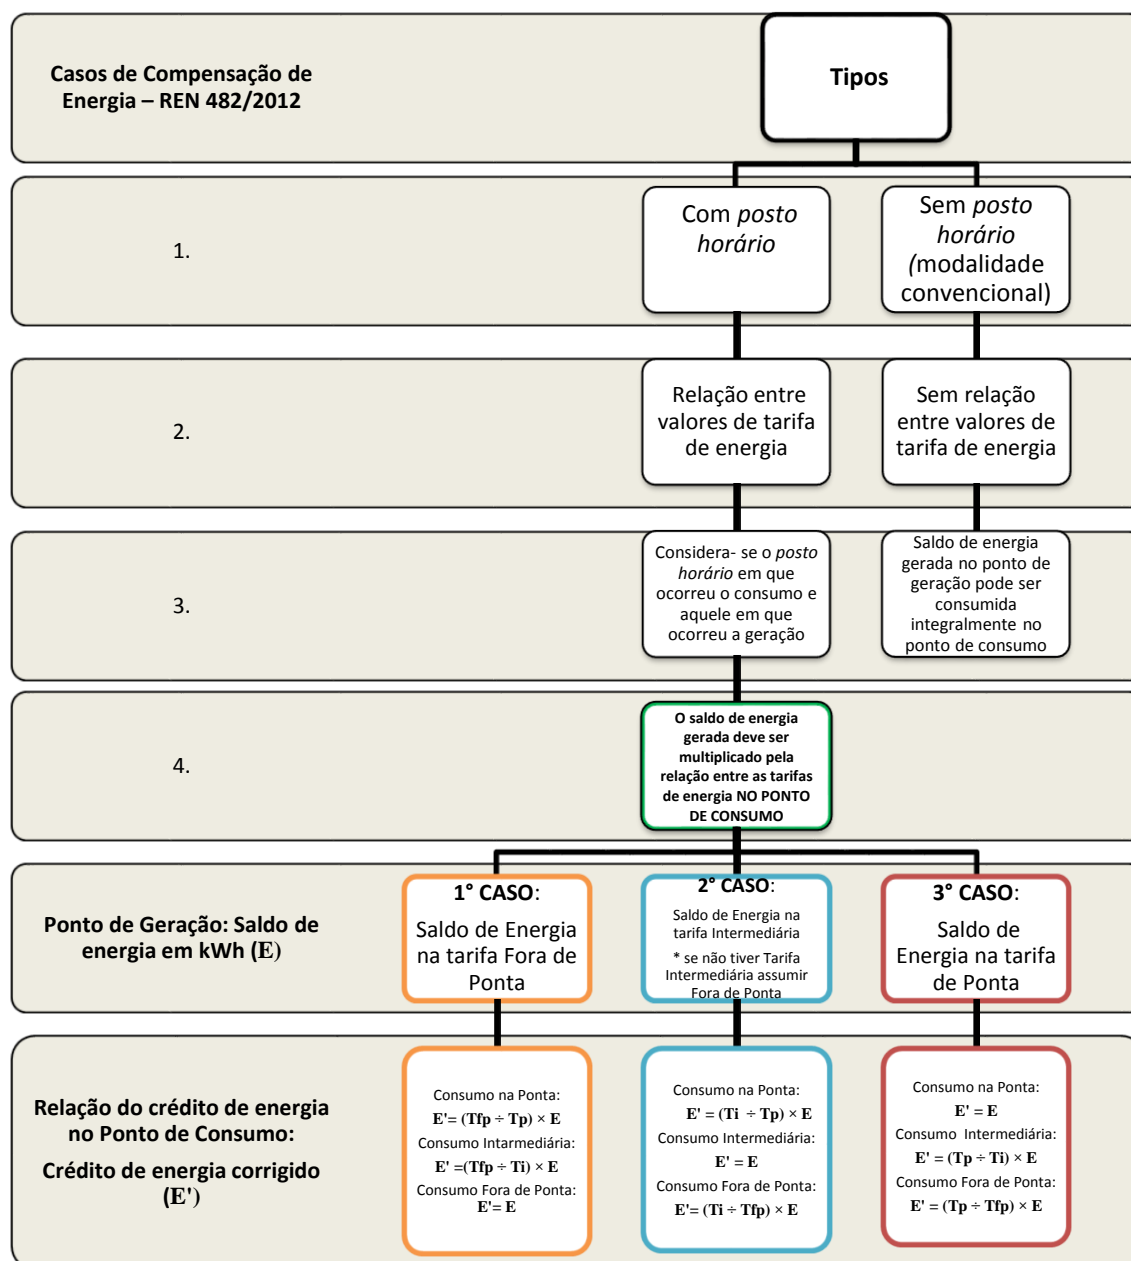 Casos de Compensação de
Energia – REN 482/2012
Tipos
1.
Com posto
horário
Sem posto
horário
(modalidade
convencional)
2.
Relação entre
valores de tarifa
de energia
Sem relação
entre valores de
tarifa de energia
3.
Considera- se o posto
horário em que
ocorreu o consumo e
aquele em que
ocorreu a geração
Saldo de energia
gerada no ponto de
geração pode ser
consumida
integralmente no
ponto de consumo
4.
O saldo de energia
gerada deve ser
multiplicado pela
relação entre as tarifas
de energia NO PONTO
DE CONSUMO
Ponto de Geração: Saldo de
energia em kWh (E)
1° CASO:
Saldo de Energia
na tarifa Fora de
Ponta
2° CASO:
Saldo de Energia na
tarifa Intermediária
* se não tiver Tarifa
Intermediária assumir
Fora de Ponta
3° CASO:
Saldo de
Energia na tarifa
de Ponta
Relação do crédito de energia
no Ponto de Consumo:
Crédito de energia corrigido
(E')
Consumo na Ponta:
E'= (Tfp ÷ Tp) × E
Consumo Intarmediária:
E' =(Tfp ÷ Ti) × E
Consumo Fora de Ponta:
E'= E
Consumo na Ponta:
E' = (Ti ÷ Tp) × E
Consumo Intermediária:
E' = E
Consumo Fora de Ponta:
E'= (Ti ÷ Tfp) × E
Consumo na Ponta:
E' = E
Consumo Intermediária:
E' = (Tp ÷ Ti) × E
Consumo Fora de Ponta:
E' = (Tp ÷ Tfp) × E